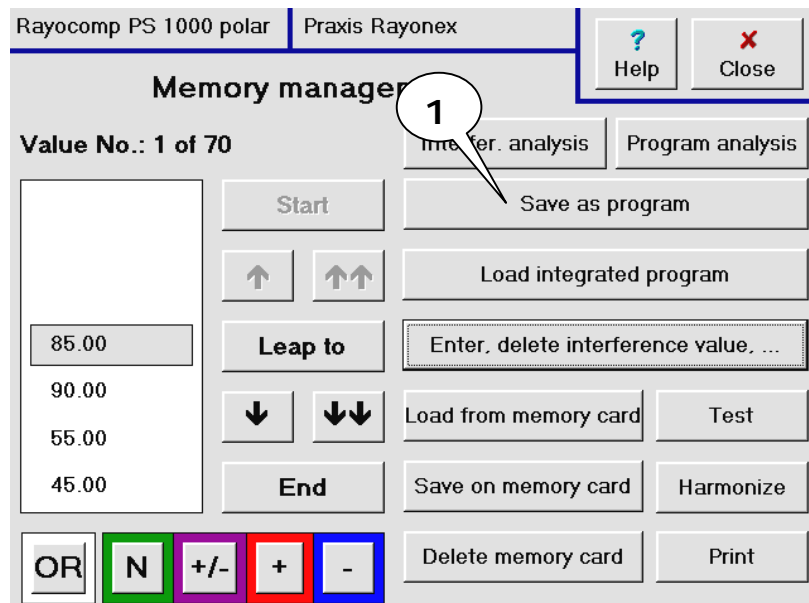 Rayocomp PS 1000 polar
Praxis Rayonex
?
Help
x
Close
Memory manager
1
Value No.: 1 of 70
Interfer. analysis
Program analysis
Start
Save as program
Load integrated program
85.00
90.00
55.00
45.00
Leap to
Enter, delete interference value, ...
Load from memory card
Test
End
Save on memory card
Harmonize
OR
N
+/-
+
-
Delete memory card
Print